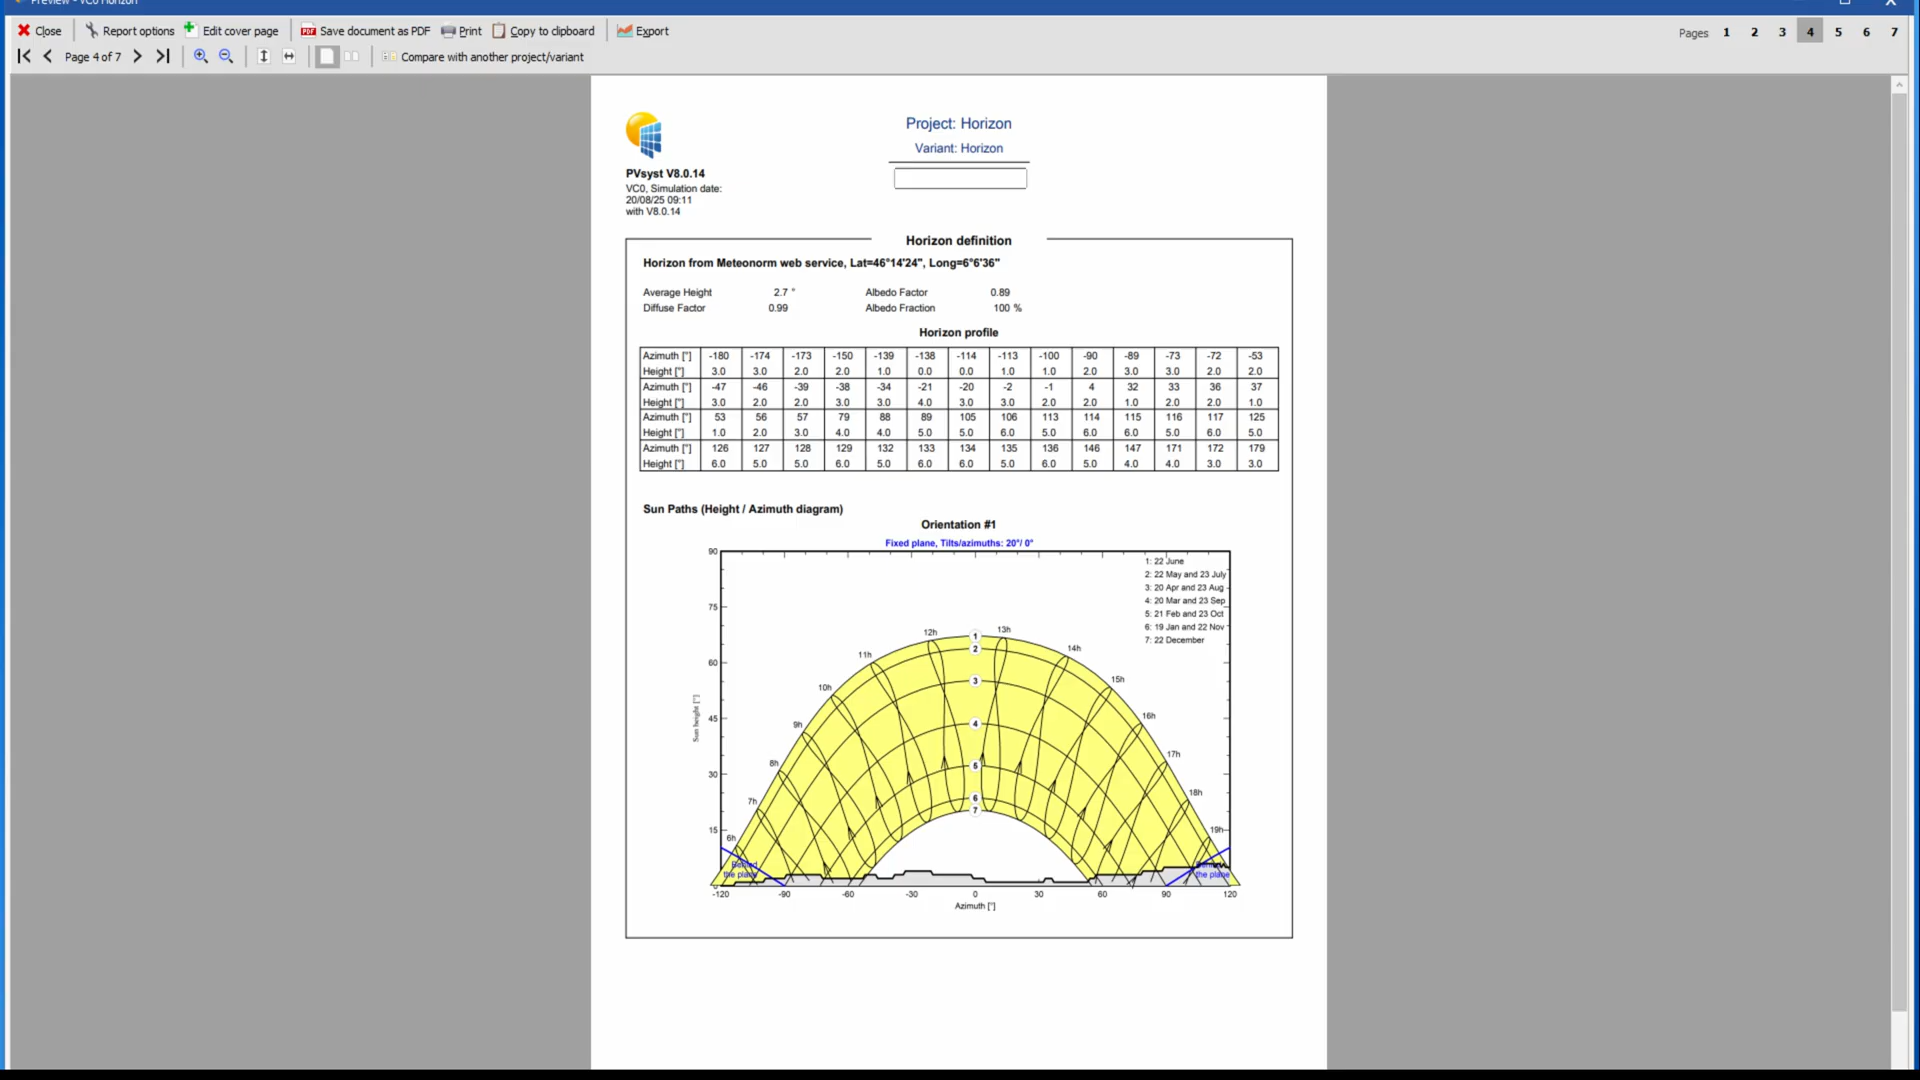 Preview - VC0 Horizon
Close Report options Edit cover page Save document as PDF Print Copy to clipboard Export Pages 1 2 3 4 5 6 7
Page 4 of 7 Compare with another project/variant
Project: Horizon
Variant: Horizon
PVsyst V8.0.14
VC0, Simulation date:
20/08/25 09:11
with V8.0.14
Horizon definition
Horizon from Meteonorm web service, Lat=46°14'24", Long=6°6'36"
Average Height 2.7 ° Albedo Factor 0.89
Diffuse Factor 0.99 Albedo Fraction 100 %
Horizon profile
Azimuth [°] -180 -174 -173 -150 -139 -138 -114 -113 -100 -90 -89 -73 -72 -53
Height [°] 3.0 3.0 2.0 2.0 1.0 0.0 0.0 1.0 1.0 2.0 3.0 3.0 2.0 2.0
Azimuth [°] -47 -46 -39 -38 -34 -21 -20 -2 -1 4 32 33 36 37
Height [°] 3.0 2.0 2.0 3.0 3.0 4.0 3.0 3.0 2.0 2.0 1.0 2.0 2.0 1.0
Azimuth [°] 53 56 57 79 88 89 105 106 113 114 115 116 117 125
Height [°] 1.0 2.0 3.0 4.0 4.0 5.0 5.0 6.0 5.0 6.0 6.0 5.0 6.0 5.0
Azimuth [°] 126 127 128 129 132 133 134 135 136 146 147 171 172 179
Height [°] 6.0 5.0 5.0 6.0 5.0 6.0 6.0 5.0 6.0 5.0 4.0 4.0 3.0 3.0
Sun Paths (Height / Azimuth diagram)
Orientation #1
Fixed plane, Tilts/azimuths: 20°/ 0°
90
1: 22 June
2: 22 May and 23 July
3: 20 Apr and 23 Aug
4: 20 Mar and 23 Sep
5: 21 Feb and 23 Oct
6: 19 Jan and 22 Nov
7: 22 December
75
12h 1 13h
11h 2 14h
60
10h 3 15h
45
9h 4 16h
Sun height [°]
8h 5 17h
30
7h 6 18h
7
15
6h 19h
Behind
the plane
the plane
-120 -90 -60 -30 0 30 60 90 120
Azimuth [°]